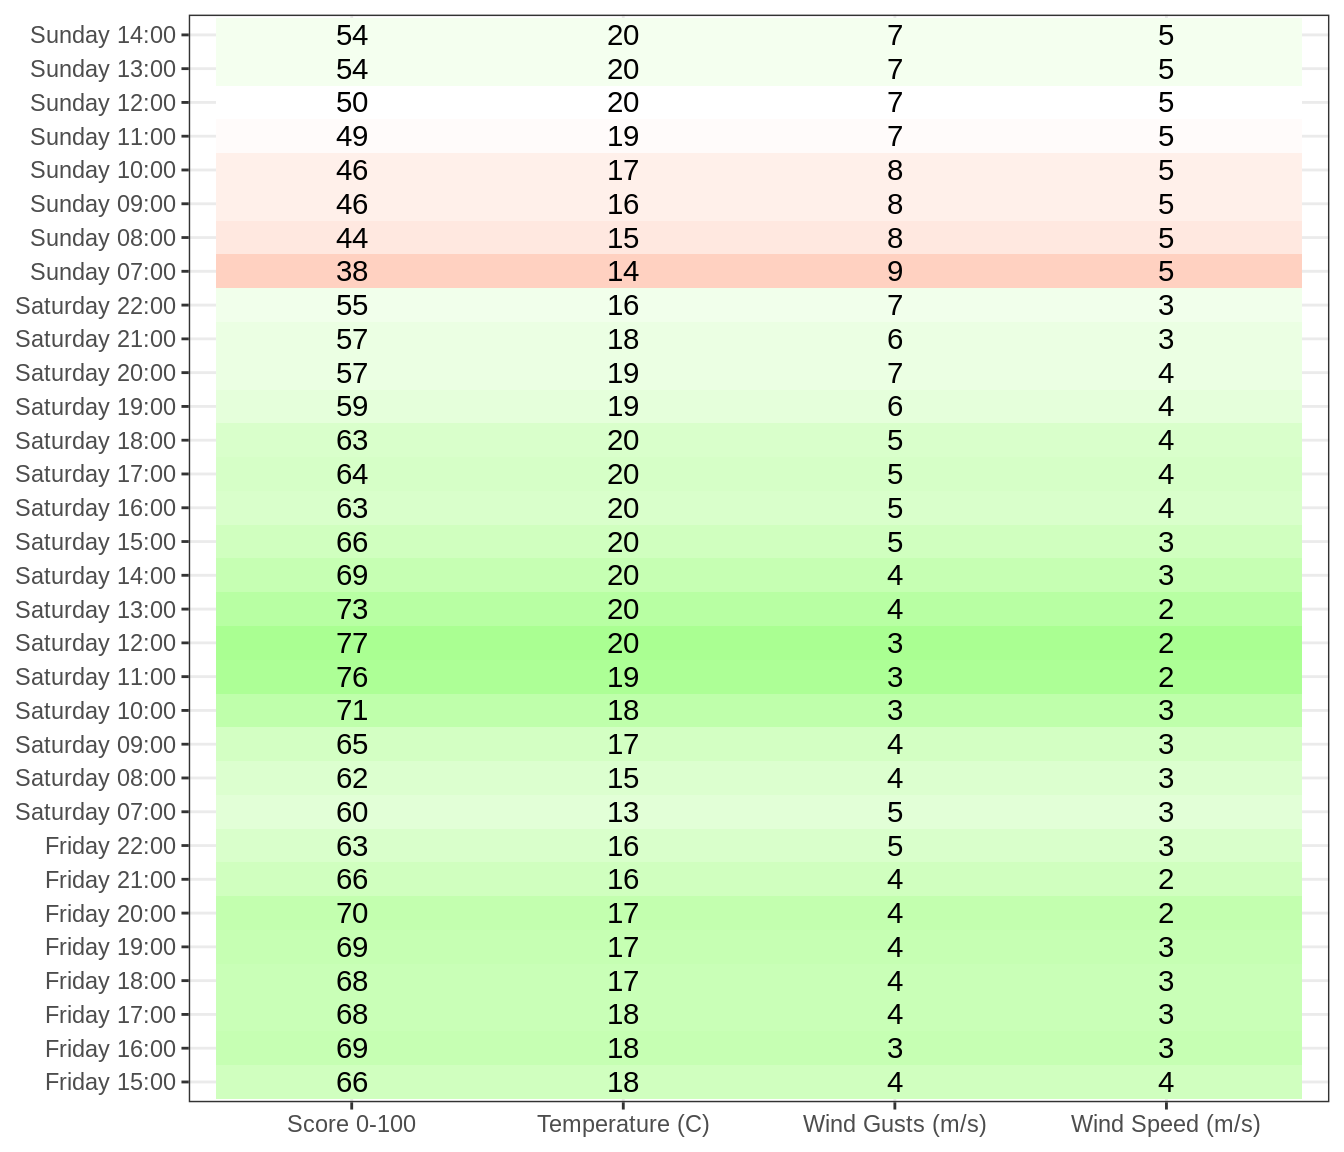 Sunday 14:00 54 20 7 5
Sunday 13:00 54 20 7 5
Sunday 12:00 50 20 7 5
Sunday 11:00 49 19 7 5
Sunday 10:00 46 17 8 5
Sunday 09:00 46 16 8 5
Sunday 08:00 44 15 8 5
Sunday 07:00 38 14 9 5
Saturday 22:00 55 16 7 3
Saturday 21:00 57 18 6 3
Saturday 20:00 57 19 7 4
Saturday 19:00 59 19 6 4
Saturday 18:00 63 20 5 4
Saturday 17:00 64 20 5 4
Saturday 16:00 63 20 5 4
Saturday 15:00 66 20 5 3
Saturday 14:00 69 20 4 3
Saturday 13:00 73 20 4 2
Saturday 12:00 77 20 3 2
Saturday 11:00 76 19 3 2
Saturday 10:00 71 18 3 3
Saturday 09:00 65 17 4 3
Saturday 08:00 62 15 4 3
Saturday 07:00 60 13 5 3
Friday 22:00 63 16 5 3
Friday 21:00 66 16 4 2
Friday 20:00 70 17 4 2
Friday 19:00 69 17 4 3
Friday 18:00 68 17 4 3
Friday 17:00 68 18 4 3
Friday 16:00 69 18 3 3
Friday 15:00 66 18 4 4
Score 0-100 Temperature (C) Wind Gusts (m/s) Wind Speed (m/s)